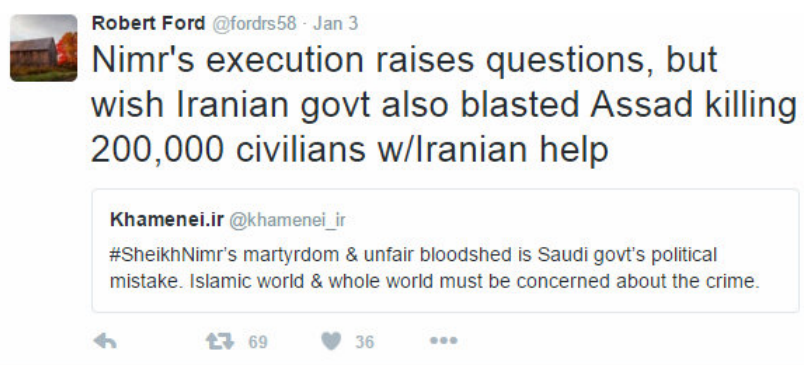 Robert Ford @fordrs58 · Jan 3
Nimr's execution raises questions, but
wish Iranian govt also blasted Assad killing
200,000 civilians w/Iranian help
Khamenei.ir @khamenei_ir
#SheikhNimr's martyrdom & unfair bloodshed is Saudi govt's political
mistake. Islamic world & whole world must be concerned about the crime.
69 36